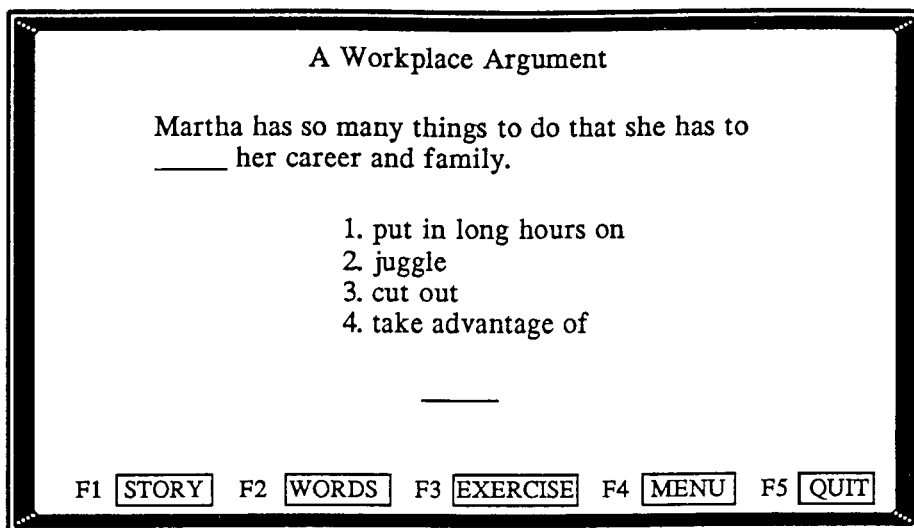 A Workplace Argument
Martha has so many things to do that she has to
_____ her career and family.
1. put in long hours on
2. juggle
3. cut out
4. take advantage of
_____
F1 STORY F2 WORDS F3 EXERCISE F4 MENU F5 QUIT